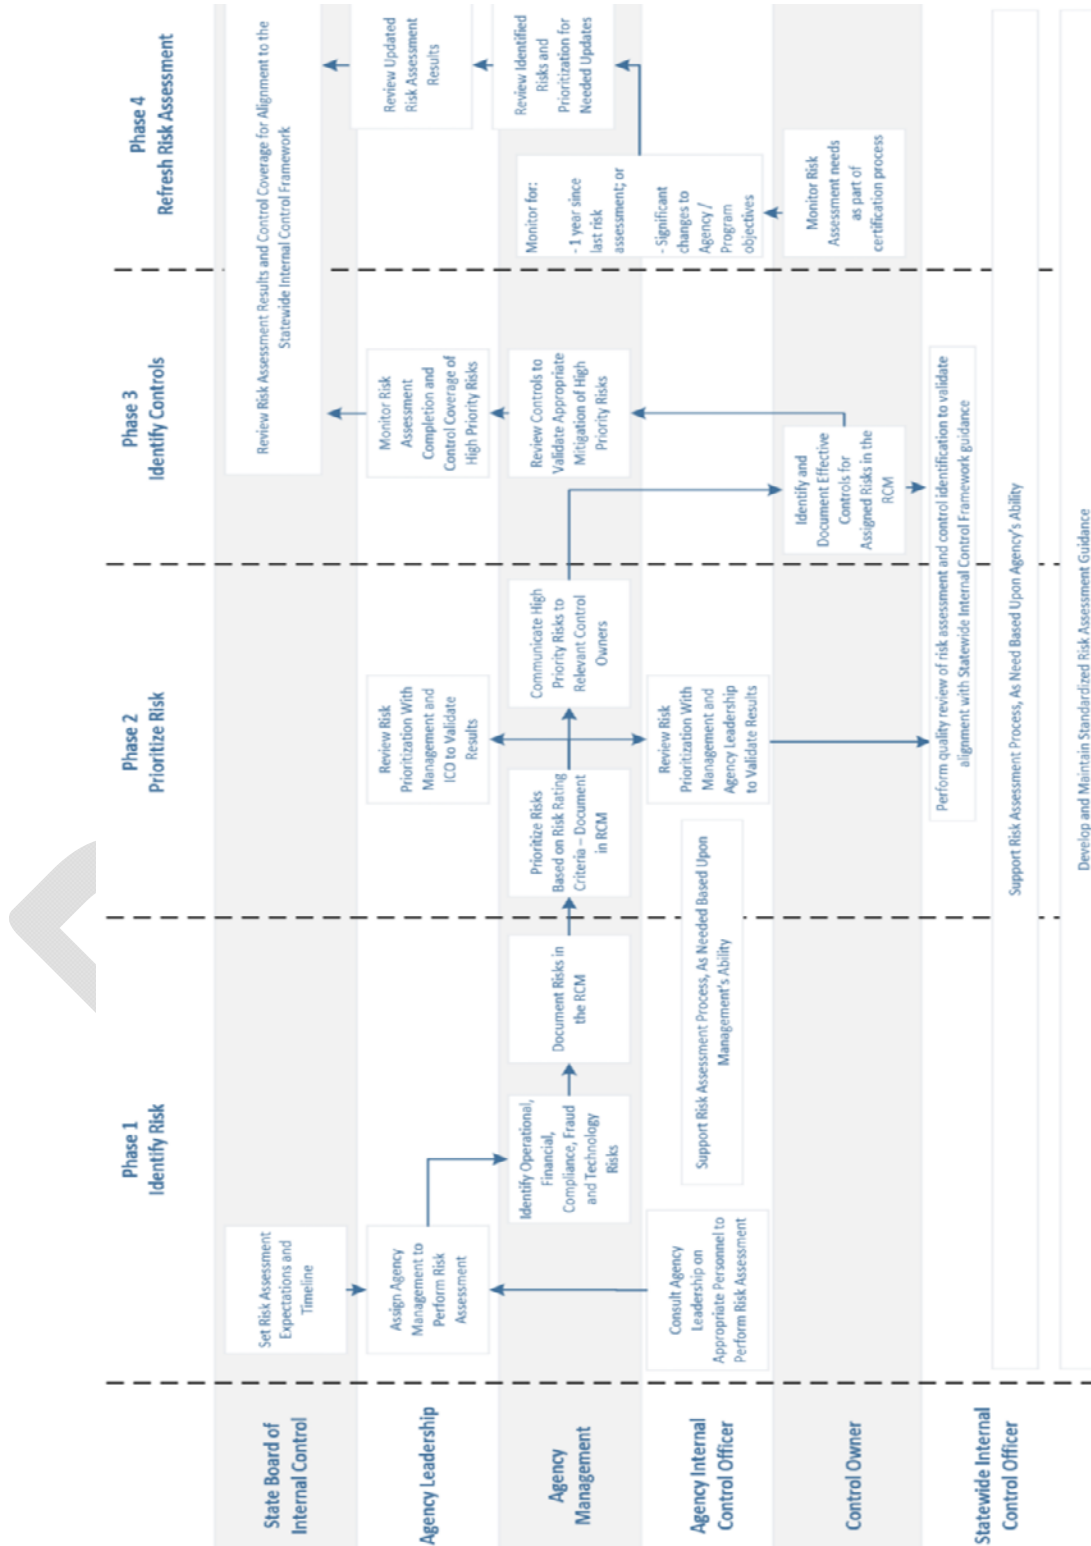 Phase 1
Identify Risk
Phase 2
Prioritize Risk
Phase 3
Identify Controls
Phase 4
Refresh Risk Assessment
State Board of
Internal Control
Set Risk Assessment
Expectations and
Timeline
Review Risk Assessment Results and Control Coverage for Alignment to the
Statewide Internal Control Framework
Agency Leadership
Assign Agency
Management to
Perform Risk
Assessment
Review Risk
Prioritization With
Management and
ICO to Validate
Results
Monitor Risk
Assessment
Completion and
Control Coverage of
High Priority Risks
Review Updated
Risk Assessment
Results
Agency
Management
Identify Operational,
Financial,
Compliance, Fraud
and Technology
Risks
Document Risks in
the RCM
Prioritize Risks
Based on Risk Rating
Criteria – Document
in RCM
Communicate High
Priority Risks to
Relevant Control
Owners
Review Controls to
Validate Appropriate
Mitigation of High
Priority Risks
Monitor for:
- 1 year since
last risk
assessment; or
- Significant
changes to
Agency /
Program
objectives
Review Identified
Risks and
Prioritization for
Needed Updates
Agency Internal
Control Officer
Consult Agency
Leadership on
Appropriate Personnel to
Perform Risk Assessment
Support Risk Assessment Process, As Needed Based Upon
Management's Ability
Review Risk
Prioritization With
Management and
Agency Leadership
to Validate Results
Control Owner
Identify and
Document Effective
Controls for
Assigned Risks in the
RCM
Monitor Risk
Assessment needs
as part of
certification process
Statewide Internal
Control Officer
Perform quality review of risk assessment and control identification to validate
alignment with Statewide Internal Control Framework guidance
Support Risk Assessment Process, As Need Based Upon Agency's Ability
Develop and Maintain Standardized Risk Assessment Guidance